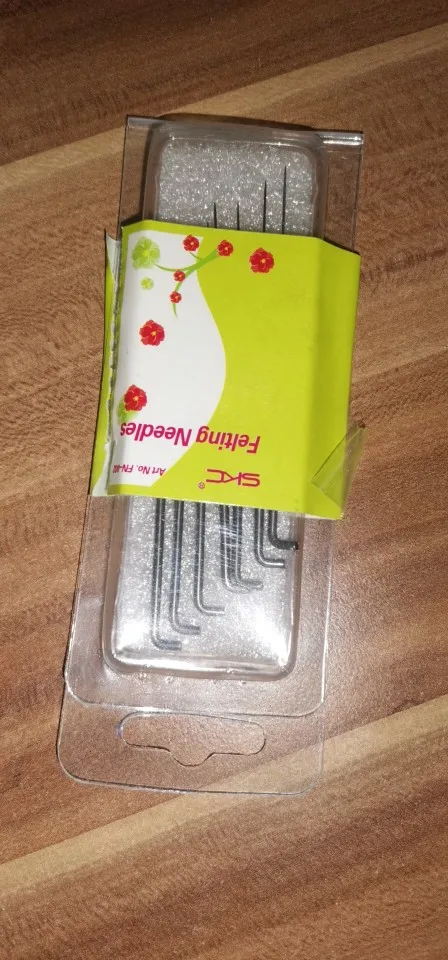 SKC®
Felting Needles
Art No.